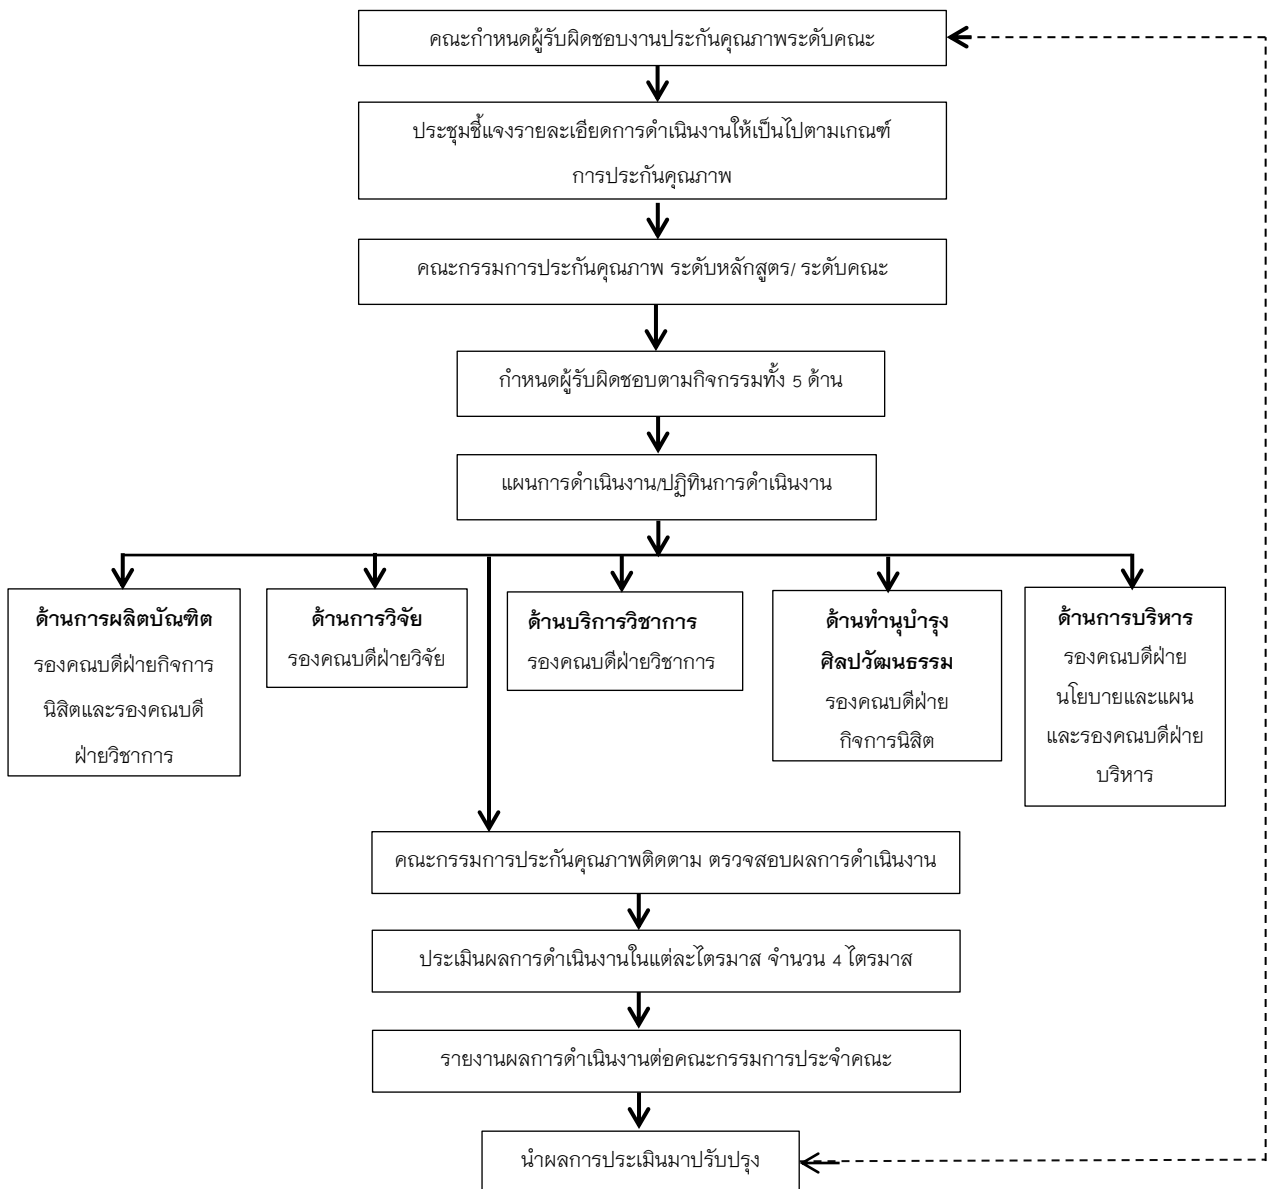 คณะกำหนดผู้รับผิดชอบงานประกันคุณภาพระดับคณะ
ประชุมชี้แจงรายละเอียดการดำเนินงานให้เป็นไปตามเกณฑ์
การประกันคุณภาพ
คณะกรรมการประกันคุณภาพ ระดับหลักสูตร/ ระดับคณะ
กำหนดผู้รับผิดชอบตามกิจกรรมทั้ง 5 ด้าน
แผนการดำเนินงาน/ปฏิทินการดำเนินงาน
ด้านการผลิตบัณฑิต
รองคณบดีฝ่ายกิจการ
นิสิตและรองคณบดี
ฝ่ายวิชาการ
ด้านการวิจัย
รองคณบดีฝ่ายวิจัย
ด้านบริการวิชาการ
รองคณบดีฝ่ายวิชาการ
ด้านทำนุบำรุง
ศิลปวัฒนธรรม
รองคณบดีฝ่าย
กิจการนิสิต
ด้านการบริหาร
รองคณบดีฝ่าย
นโยบายและแผน
และรองคณบดีฝ่าย
บริหาร
คณะกรรมการประกันคุณภาพติดตาม ตรวจสอบผลการดำเนินงาน
ประเมินผลการดำเนินงานในแต่ละไตรมาส จำนวน 4 ไตรมาส
รายงานผลการดำเนินงานต่อคณะกรรมการประจำคณะ
นำผลการประเมินมาปรับปรุง